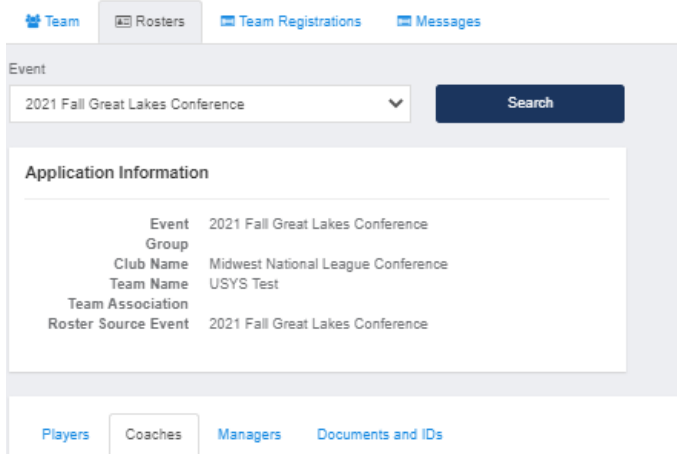 Team Rosters Team Registrations Messages
Event
2021 Fall Great Lakes Conference Search
Application Information
Event 2021 Fall Great Lakes Conference
Group
Club Name Midwest National League Conference
Team Name USYS Test
Team Association
Roster Source Event 2021 Fall Great Lakes Conference
Players Coaches Managers Documents and IDs